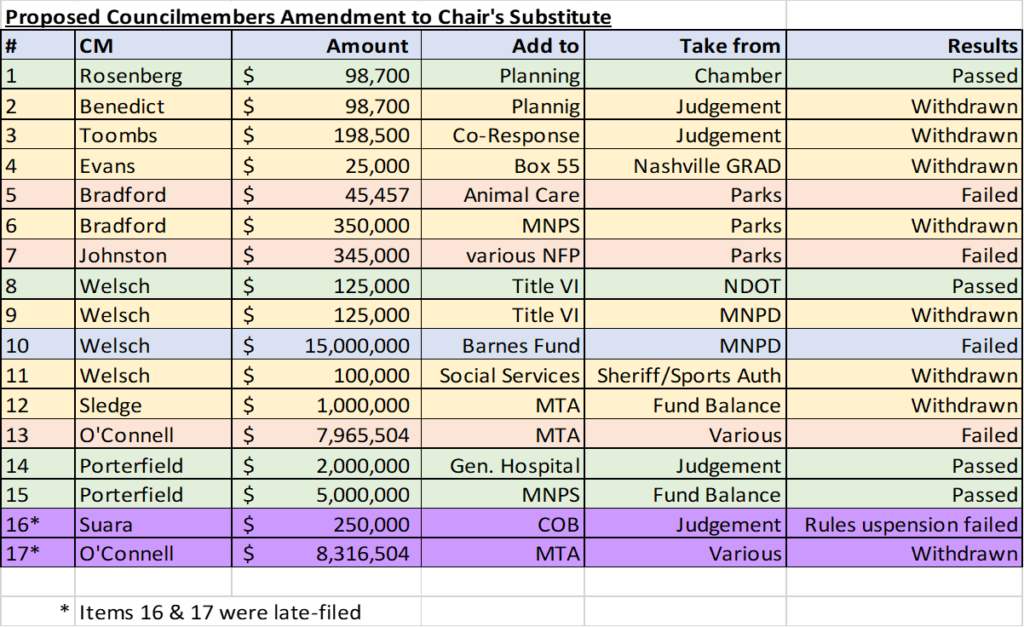 Proposed Councilmembers Amendment to Chair's Substitute
# CM Amount Add to Take from Results
1 Rosenberg $ 98,700 Planning Chamber Passed
2 Benedict $ 98,700 Plannig Judgement Withdrawn
3 Toombs $ 198,500 Co-Response Judgement Withdrawn
4 Evans $ 25,000 Box 55 Nashville GRAD Withdrawn
5 Bradford $ 45,457 Animal Care Parks Failed
6 Bradford $ 350,000 MNPS Parks Withdrawn
7 Johnston $ 345,000 various NFP Parks Failed
8 Welsch $ 125,000 Title VI NDOT Passed
9 Welsch $ 125,000 Title VI MNPD Withdrawn
10 Welsch $ 15,000,000 Barnes Fund MNPD Failed
11 Welsch $ 100,000 Social Services Sheriff/Sports Auth Withdrawn
12 Sledge $ 1,000,000 MTA Fund Balance Withdrawn
13 O'Connell $ 7,965,504 MTA Various Failed
14 Porterfield $ 2,000,000 Gen. Hospital Judgement Passed
15 Porterfield $ 5,000,000 MNPS Fund Balance Passed
16* Suara $ 250,000 COB Judgement Rules uspension failed
17* O'Connell $ 8,316,504 MTA Various Withdrawn
* Items 16 & 17 were late-filed